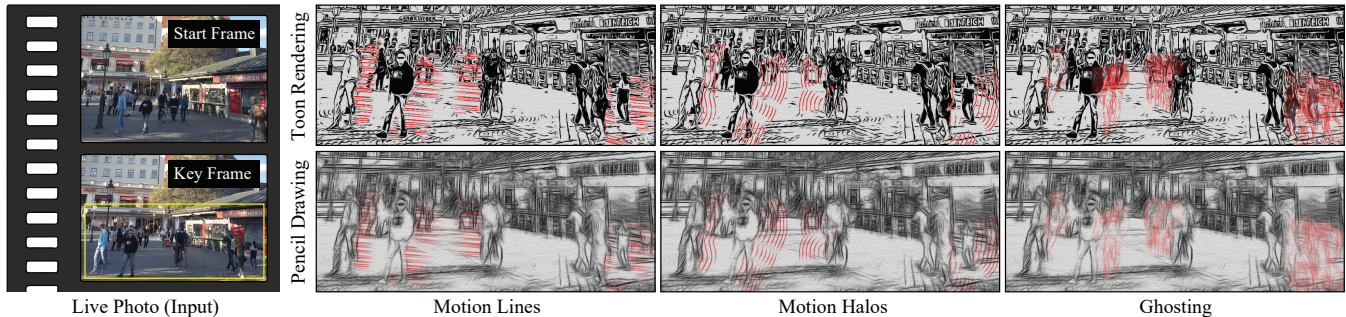 Start Frame
Key Frame
Live Photo (Input)
Toon Rendering
Pencil Drawing
Motion Lines
Motion Halos
Ghosting